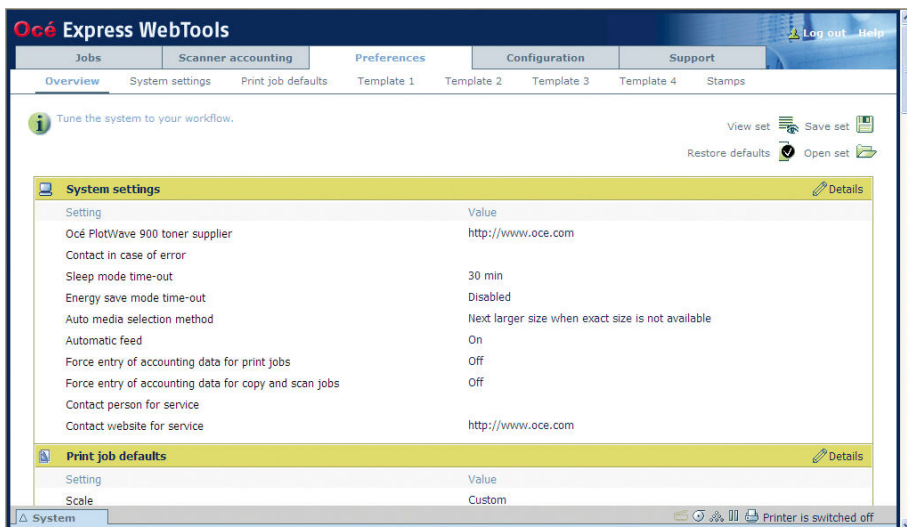 Océ Express WebTools
Log out Help
Jobs Scanner accounting Preferences Configuration Support
Overview System settings Print job defaults Template 1 Template 2 Template 3 Template 4 Stamps
Tune the system to your workflow.
View set Save set
Restore defaults Open set
System settings Details
Setting Value
Océ PlotWave 900 toner supplier http://www.oce.com
Contact in case of error
Sleep mode time-out 30 min
Energy save mode time-out Disabled
Auto media selection method Next larger size when exact size is not available
Automatic feed On
Force entry of accounting data for print jobs Off
Force entry of accounting data for copy and scan jobs Off
Contact person for service
Contact website for service http://www.oce.com
Print job defaults Details
Setting Value
Scale Custom
System Printer is switched off